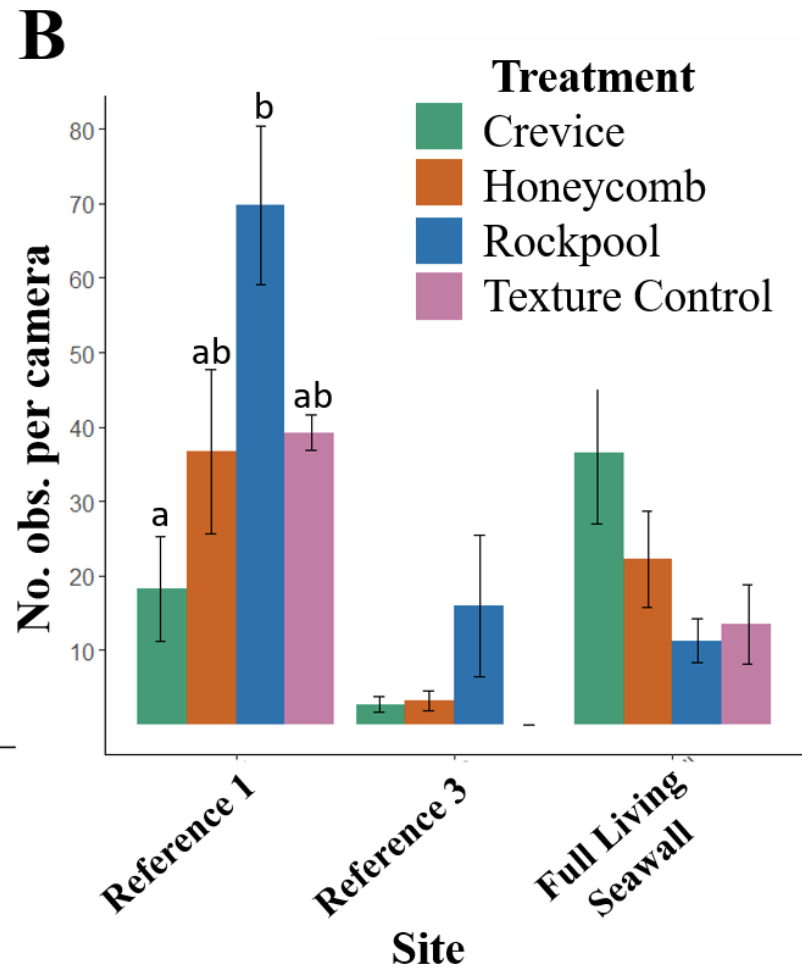 B
Treatment
Crevice
Honeycomb
Rockpool
Texture Control
No. obs. per camera
80
70
60
50
40
30
20
10
b
ab
ab
a
Reference 1
Reference 3
Full Living
Seawall
Site